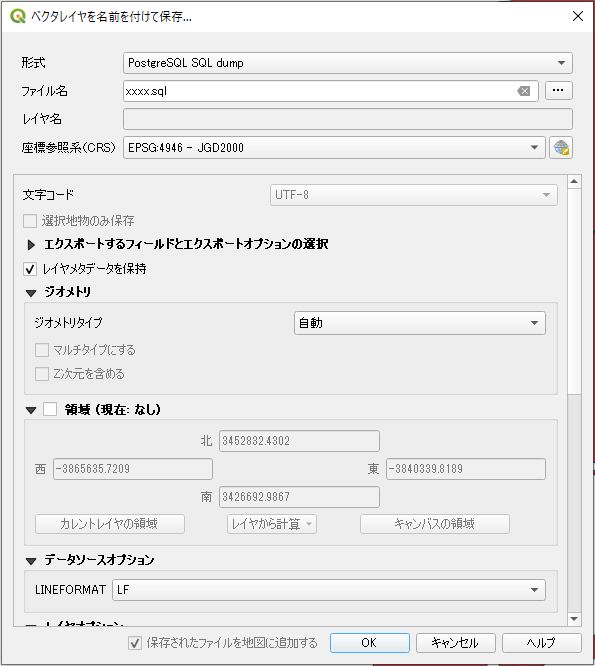 ベクタレイヤを名前を付けて保存...
形式 PostgreSQL SQL dump
ファイル名 xxxx.sql ...
レイヤ名
座標参照系(CRS) EPSG:4946 - JGD2000
文字コード UTF-8
選択地物のみ保存
エクスポートするフィールドとエクスポートオプションの選択
レイヤメタデータを保持
ジオメトリ
ジオメトリタイプ 自動
マルチタイプにする
Z次元を含める
領域 (現在: なし)
北 3452832.4302
西 -3865635.7209 東 -3840339.8189
南 3426692.9867
カレントレイヤの領域 レイヤから計算 キャンバスの領域
データソースオプション
LINEFORMAT LF
レイヤオプション
保存されたファイルを地図に追加する OK キャンセル ヘルプ